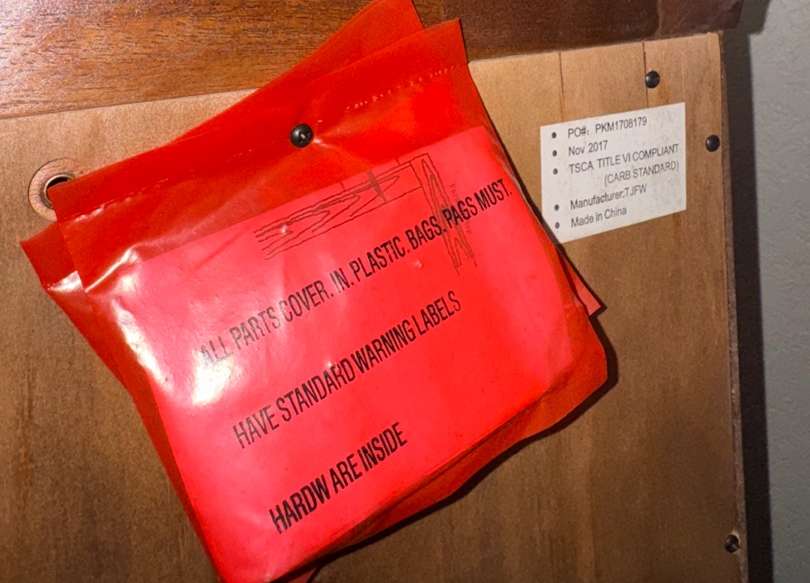 ALL PARTS COVER. IN. PLASTIC. BAGS. PAGS MUST.
HAVE STANDARD WARNING LABELS
HARDW ARE INSIDE
• PO#: PKM1708179
• Nov 2017
• TSCA TITLE VI COMPLIANT
(CARB STANDARD)
• Manufacturer:TJFW
• Made in China